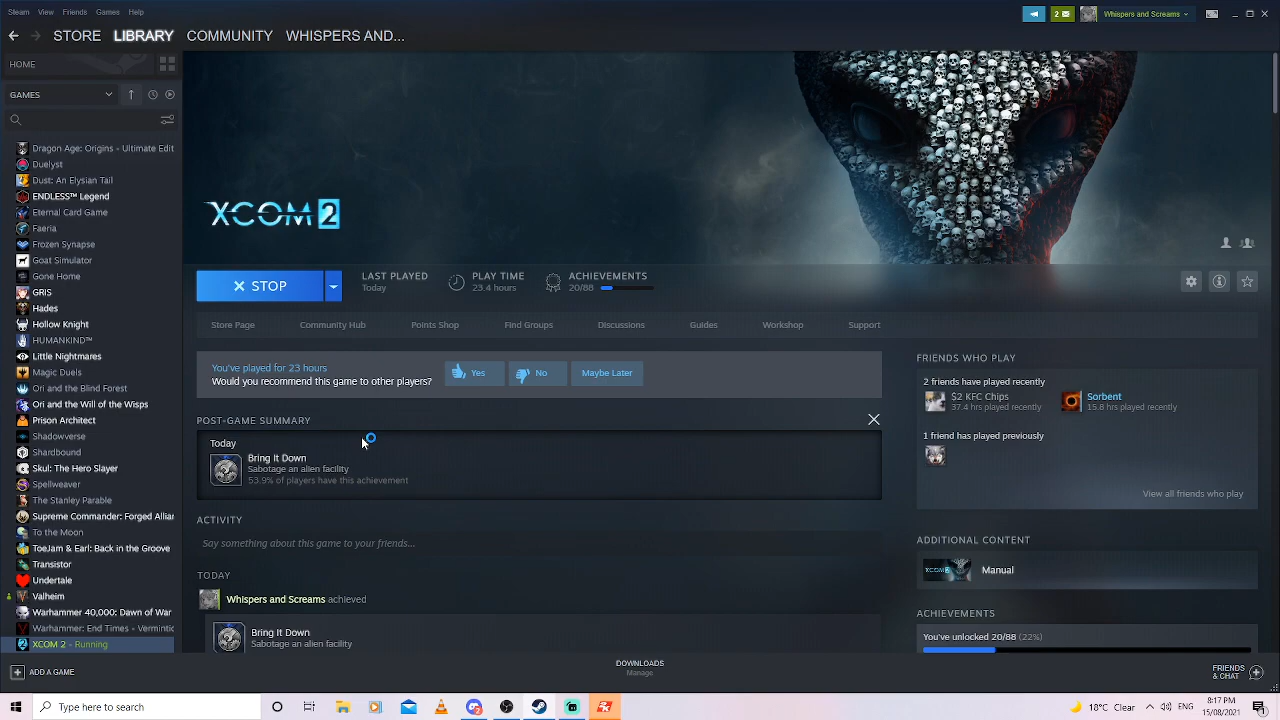 Steam View Friends Games Help
2
Whispers and Screams
STORE LIBRARY COMMUNITY WHISPERS AND...
HOME
GAMES
Dragon Age: Origins - Ultimate Edit
Duelyst
Dust: An Elysian Tail
ENDLESS™ Legend
Eternal Card Game
Faeria
Frozen Synapse
Goat Simulator
Gone Home
GRIS
Hades
Hollow Knight
HUMANKIND™
Little Nightmares
Magic Duels
Ori and the Blind Forest
Ori and the Will of the Wisps
Prison Architect
Shadowverse
Shardbound
Skul: The Hero Slayer
Spellweaver
The Stanley Parable
Supreme Commander: Forged Allian
To the Moon
ToeJam & Earl: Back in the Groove
Transistor
Undertale
Valheim
Warhammer 40,000: Dawn of War
Warhammer: End Times - Vermintic
XCOM 2 - Running
ADD A GAME
XCOM 2
STOP
LAST PLAYED
Today
PLAY TIME
23.4 hours
ACHIEVEMENTS
20/88
Store Page Community Hub Points Shop Find Groups Discussions Guides Workshop Support
You've played for 23 hours
Would you recommend this game to other players?
Yes
No
Maybe Later
POST-GAME SUMMARY
Today
Bring It Down
Sabotage an alien facility
53.9% of players have this achievement
ACTIVITY
Say something about this game to your friends...
TODAY
Whispers and Screams achieved
Bring It Down
Sabotage an alien facility
FRIENDS WHO PLAY
2 friends have played recently
$2 KFC Chips
37.4 hrs played recently
Sorbent
15.8 hrs played recently
1 friend has played previously
View all friends who play
ADDITIONAL CONTENT
XCOM 2
Manual
ACHIEVEMENTS
You've unlocked 20/88 (22%)
DOWNLOADS
Manage
FRIENDS
& CHAT
Type here to search
18°C Clear
8:17 PM
15/08/2021
1